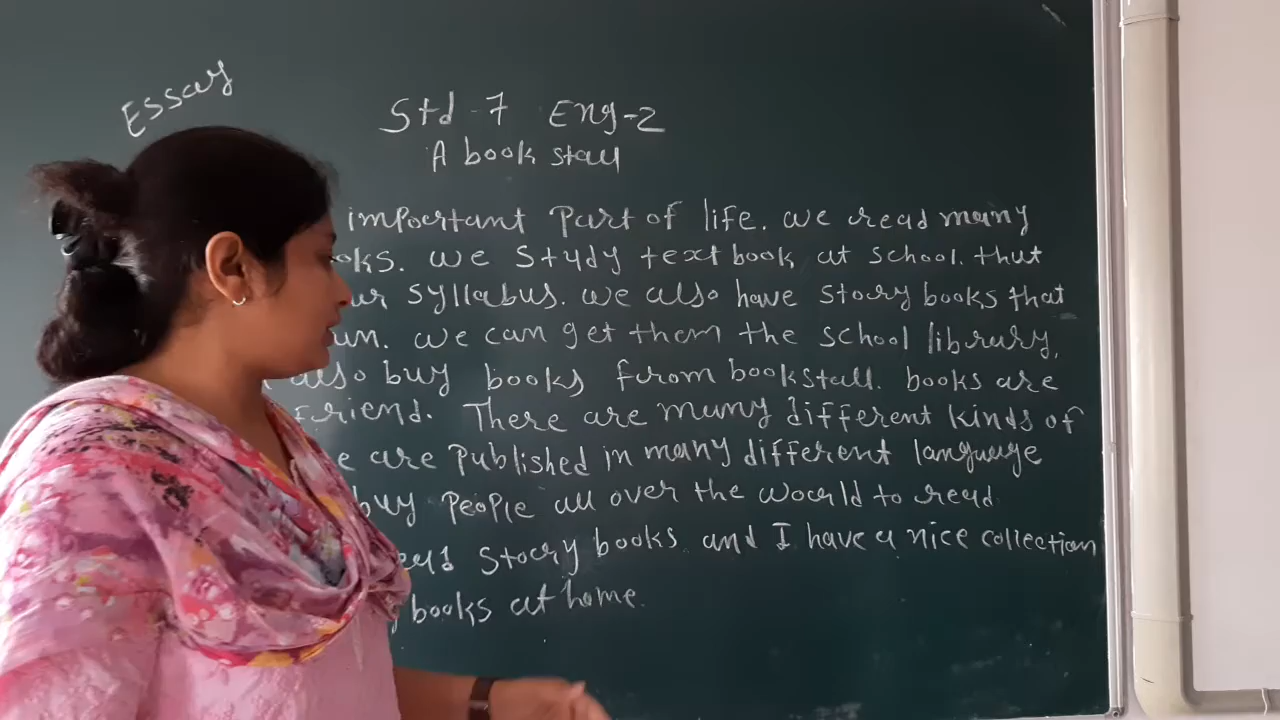 Essay
Std-7 Eng-2
A book stall
important part of life. we read many
oks. we study textbook at school. that
ur syllabus. we also have story books that
un. we can get them the school library,
also buy books from bookstall. books are
Friend. There are many different kinds of
e are published in many different language
buy people all over the world to read
ead story books and I have a nice collection
books at home.